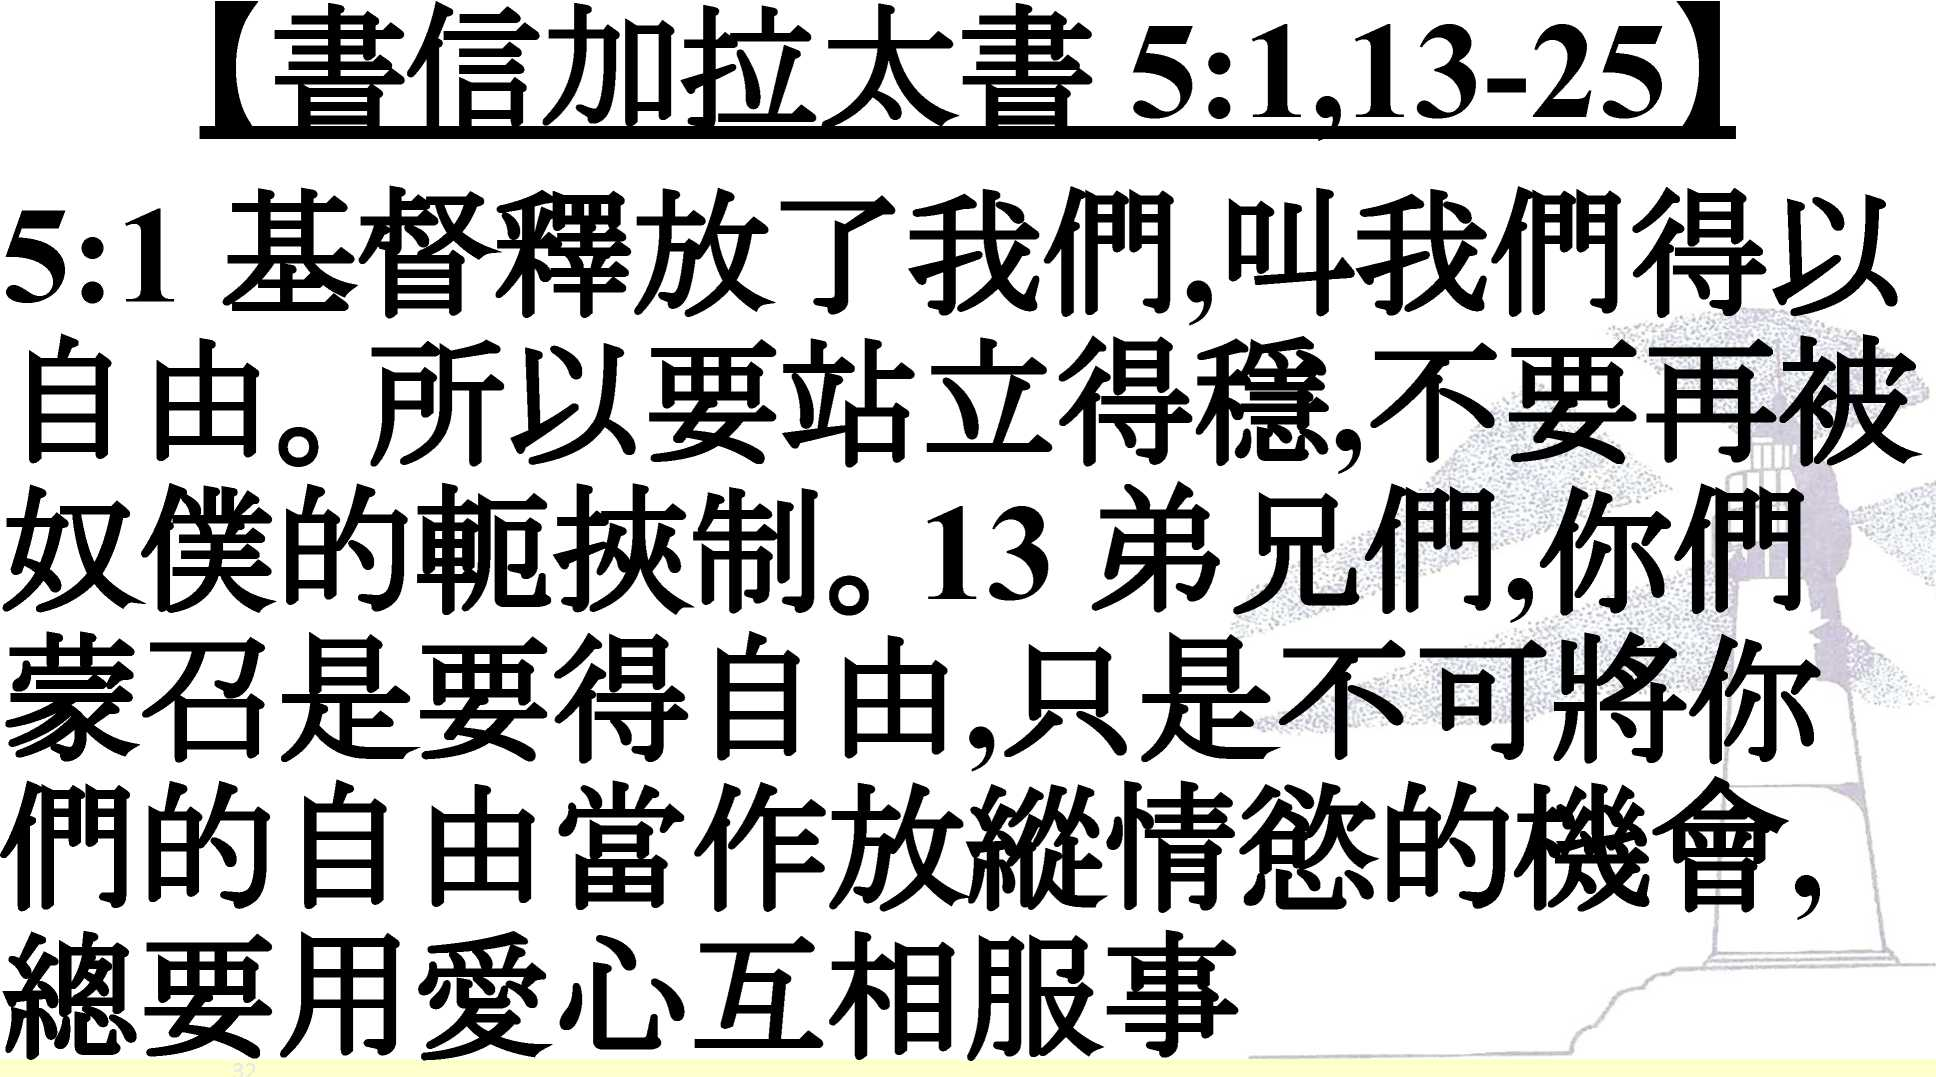 【書信加拉太書 5:1,13-25】
5:1 基督釋放了我們,叫我們得以
自由。所以要站立得穩,不要再被
奴僕的軛挾制。13 弟兄們,你們
蒙召是要得自由,只是不可將你
們的自由當作放縱情慾的機會,
總要用愛心互相服事
32